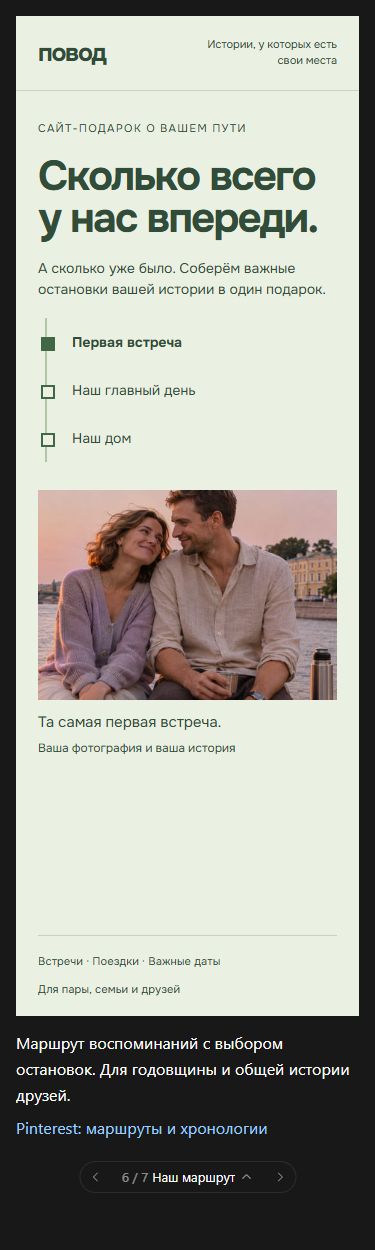 повод
Истории, у которых есть
свои места
САЙТ-ПОДАРОК О ВАШЕМ ПУТИ
Сколько всего
у нас впереди.
А сколько уже было. Соберём важные
остановки вашей истории в один подарок.
Первая встреча
Наш главный день
Наш дом
Та самая первая встреча.
Ваша фотография и ваша история
Встречи · Поездки · Важные даты
Для пары, семьи и друзей
Маршрут воспоминаний с выбором
остановок. Для годовщины и общей истории
друзей.
Pinterest: маршруты и хронологии
6 / 7 Наш маршрут